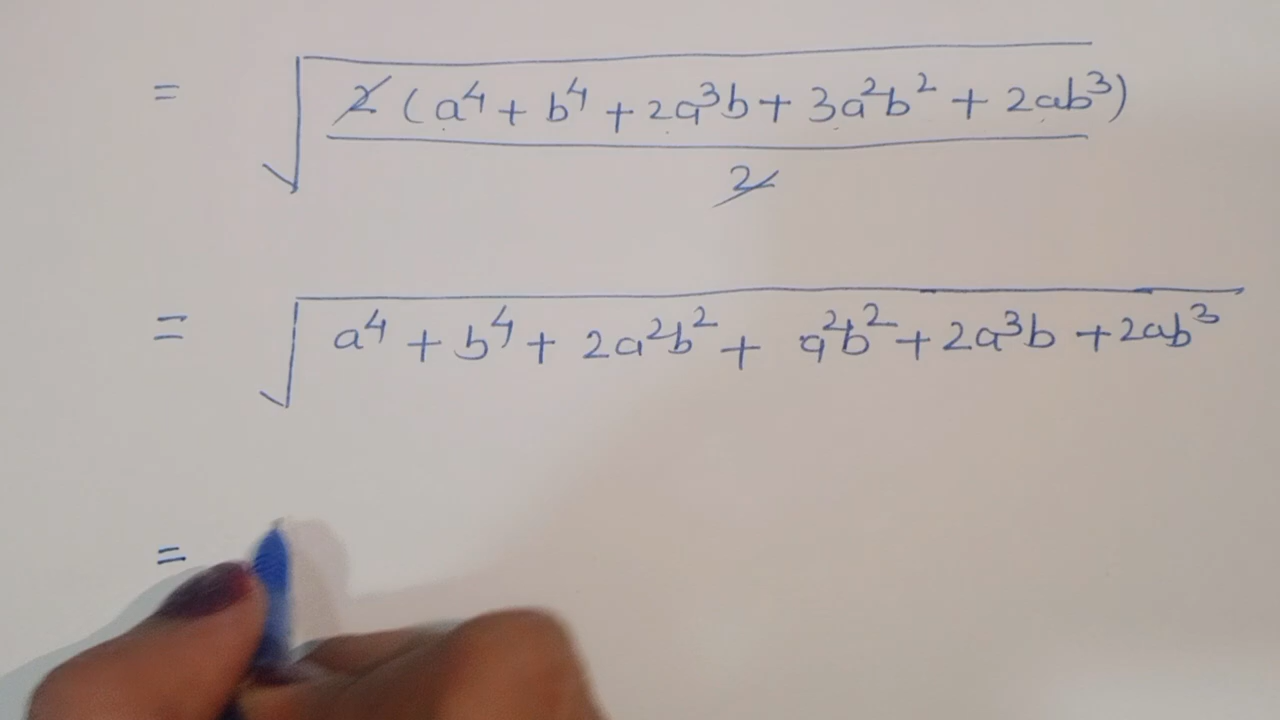 = √(2(a⁴ + b⁴ + 2a³b + 3a²b² + 2ab³)
2
= √a⁴ + b⁴ + 2a²b² + a²b² + 2a³b + 2ab³
=